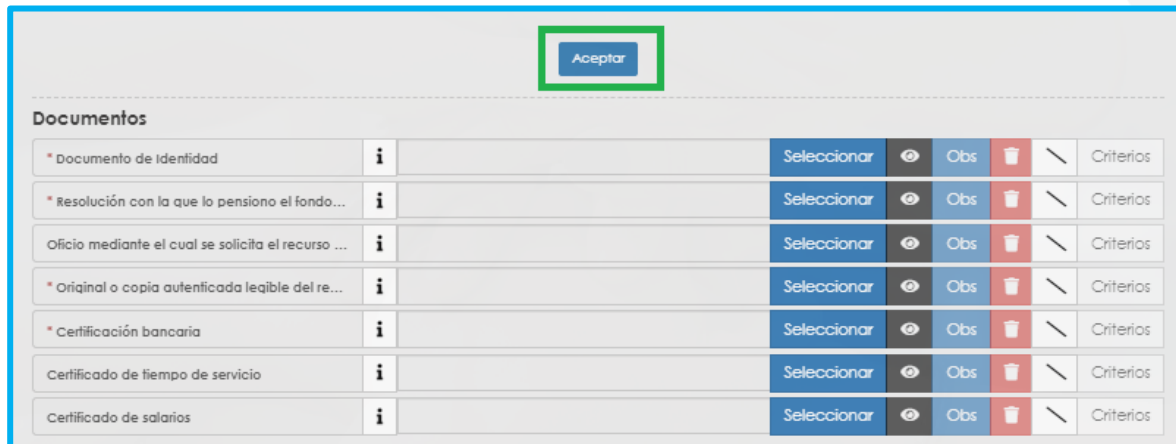 Aceptar
Documentos
* Documento de Identidad i Seleccionar Obs Criterios
* Resolución con la que lo pensiono el fondo... i Seleccionar Obs Criterios
Oficio mediante el cual se solicita el recurso ... i Seleccionar Obs Criterios
* Original o copia autenticada legible del re... i Seleccionar Obs Criterios
* Certificación bancaria i Seleccionar Obs Criterios
Certificado de tiempo de servicio i Seleccionar Obs Criterios
Certificado de salarios i Seleccionar Obs Criterios